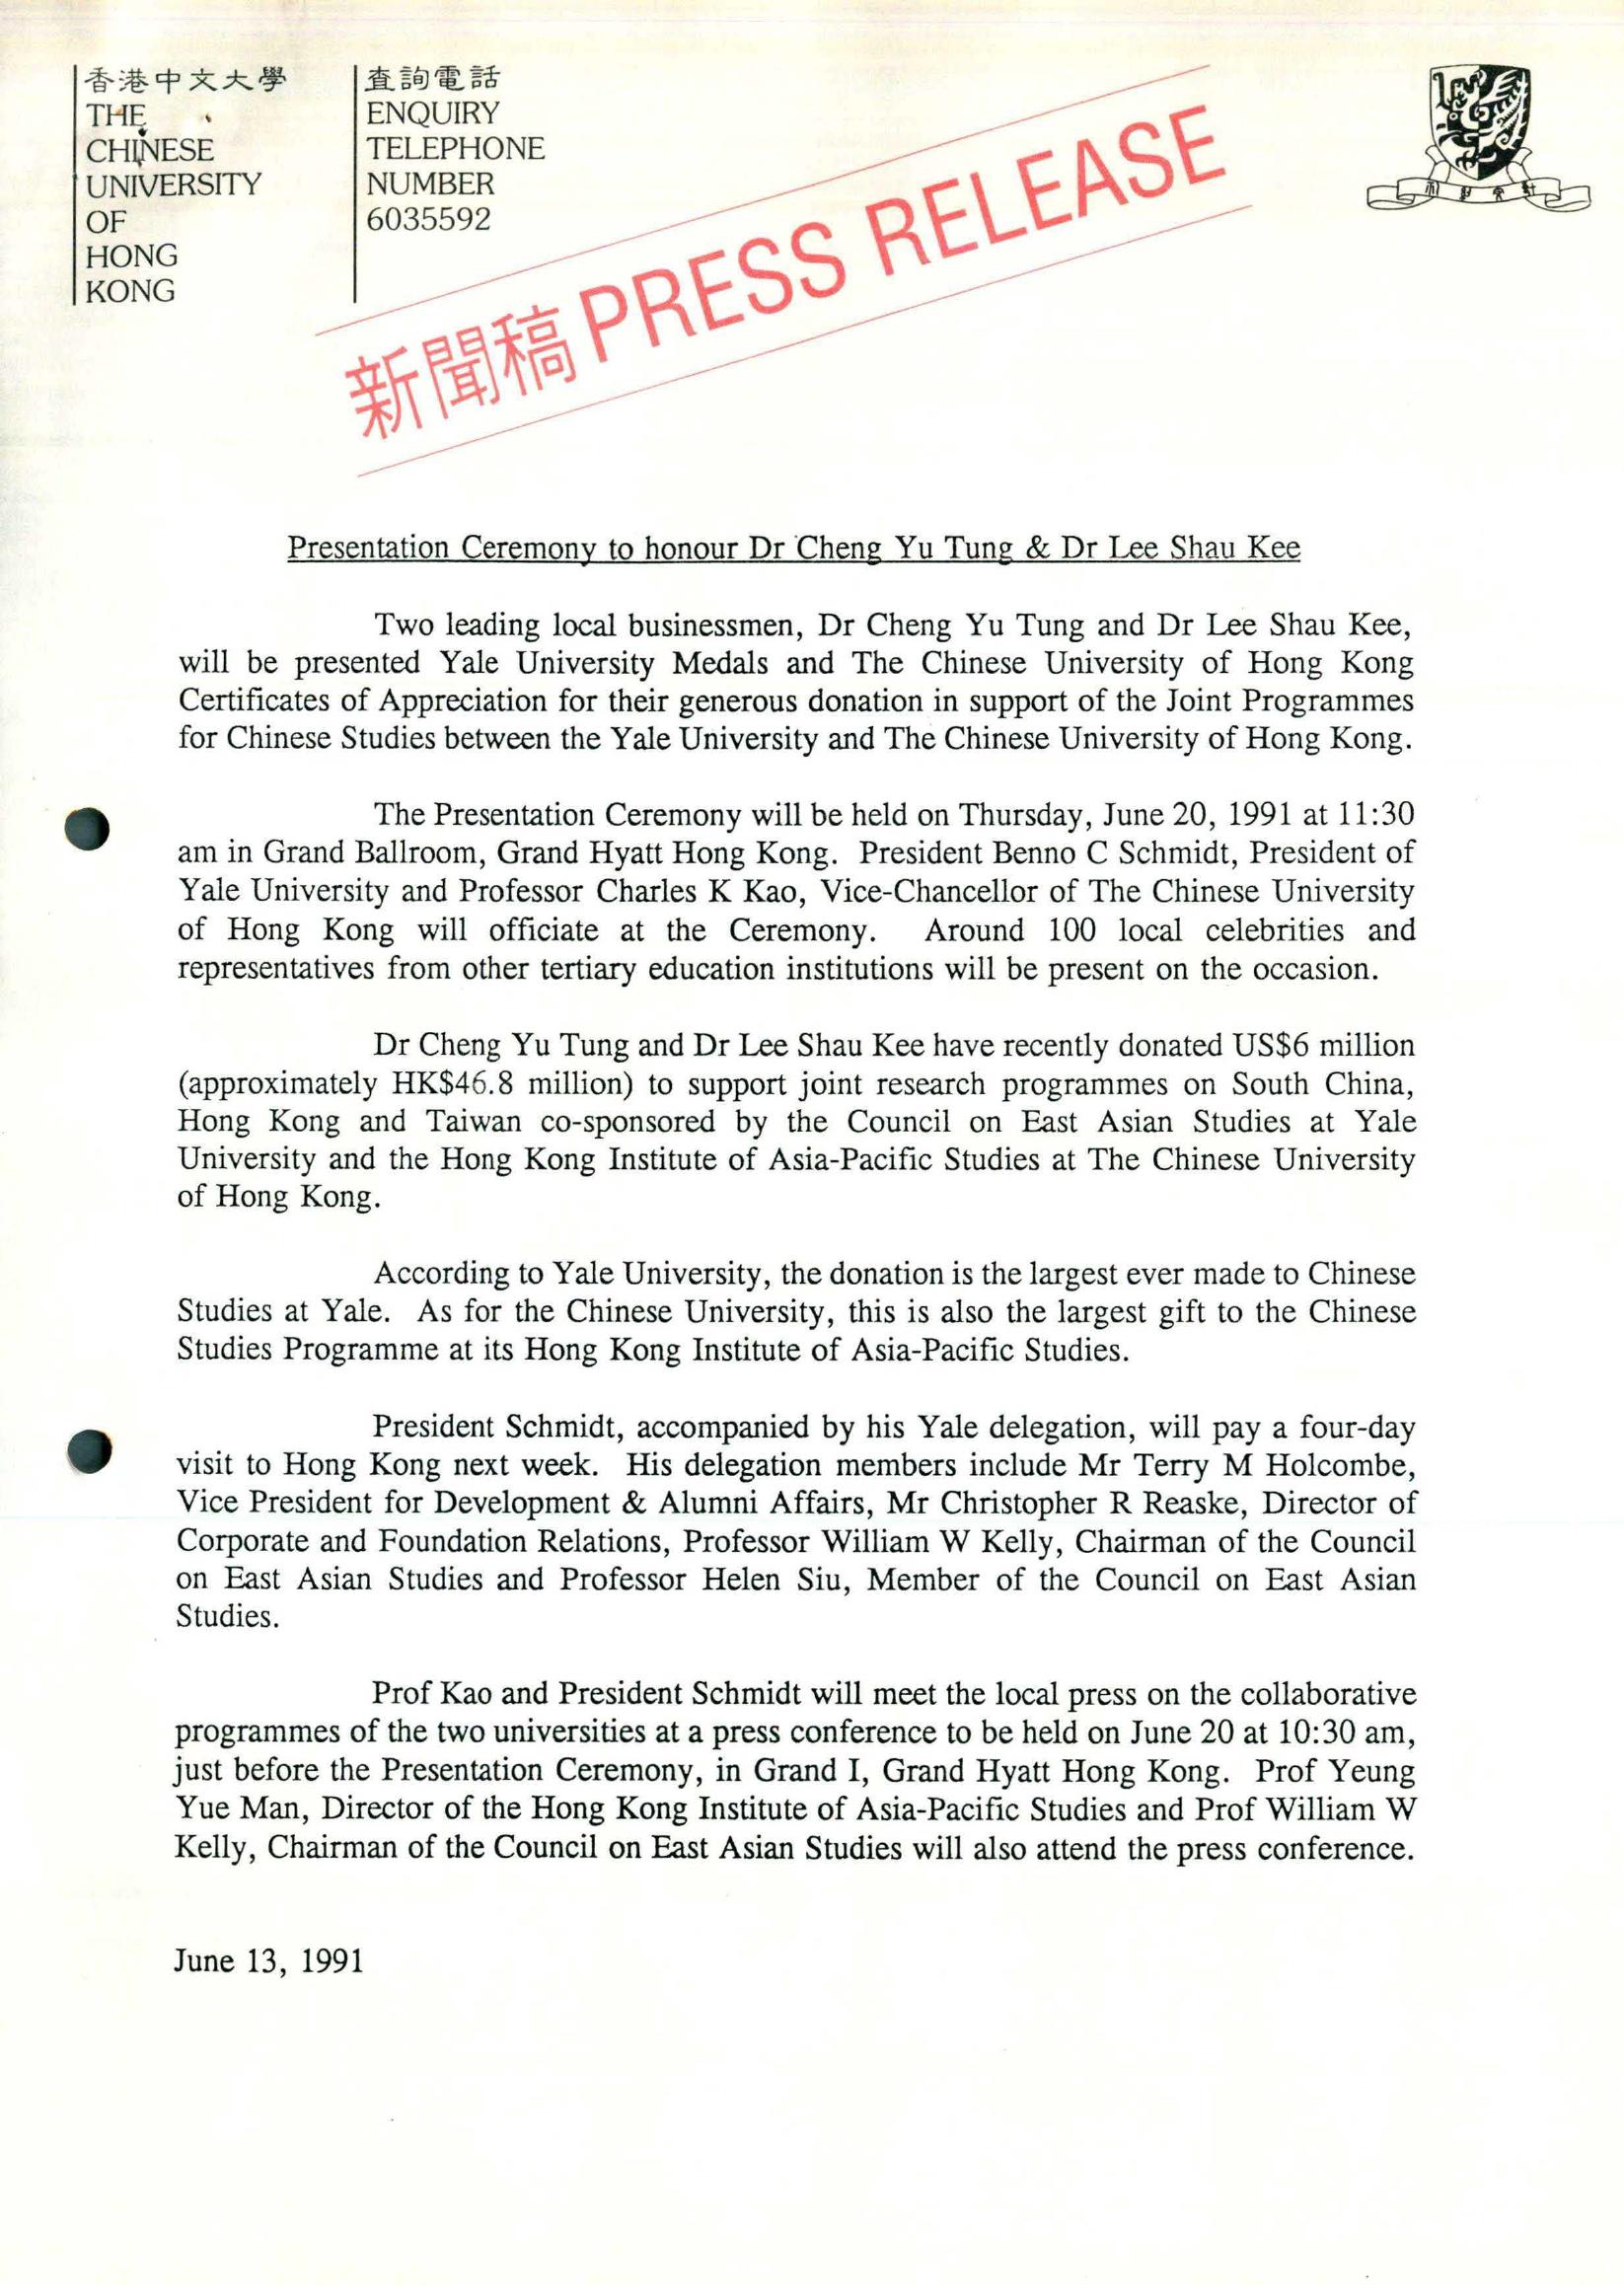 香港中文大學
THE
CHINESE
UNIVERSITY
OF
HONG
KONG
查詢電話
ENQUIRY
TELEPHONE
NUMBER
6035592
新聞稿 PRESS RELEASE
Presentation Ceremony to honour Dr Cheng Yu Tung & Dr Lee Shau Kee
Two leading local businessmen, Dr Cheng Yu Tung and Dr Lee Shau Kee,
will be presented Yale University Medals and The Chinese University of Hong Kong
Certificates of Appreciation for their generous donation in support of the Joint Programmes
for Chinese Studies between the Yale University and The Chinese University of Hong Kong.
The Presentation Ceremony will be held on Thursday, June 20, 1991 at 11:30
am in Grand Ballroom, Grand Hyatt Hong Kong. President Benno C Schmidt, President of
Yale University and Professor Charles K Kao, Vice-Chancellor of The Chinese University
of Hong Kong will officiate at the Ceremony. Around 100 local celebrities and
representatives from other tertiary education institutions will be present on the occasion.
Dr Cheng Yu Tung and Dr Lee Shau Kee have recently donated US$6 million
(approximately HK$46.8 million) to support joint research programmes on South China,
Hong Kong and Taiwan co-sponsored by the Council on East Asian Studies at Yale
University and the Hong Kong Institute of Asia-Pacific Studies at The Chinese University
of Hong Kong.
According to Yale University, the donation is the largest ever made to Chinese
Studies at Yale. As for the Chinese University, this is also the largest gift to the Chinese
Studies Programme at its Hong Kong Institute of Asia-Pacific Studies.
President Schmidt, accompanied by his Yale delegation, will pay a four-day
visit to Hong Kong next week. His delegation members include Mr Terry M Holcombe,
Vice President for Development & Alumni Affairs, Mr Christopher R Reaske, Director of
Corporate and Foundation Relations, Professor William W Kelly, Chairman of the Council
on East Asian Studies and Professor Helen Siu, Member of the Council on East Asian
Studies.
Prof Kao and President Schmidt will meet the local press on the collaborative
programmes of the two universities at a press conference to be held on June 20 at 10:30 am,
just before the Presentation Ceremony, in Grand I, Grand Hyatt Hong Kong. Prof Yeung
Yue Man, Director of the Hong Kong Institute of Asia-Pacific Studies and Prof William W
Kelly, Chairman of the Council on East Asian Studies will also attend the press conference.
June 13, 1991